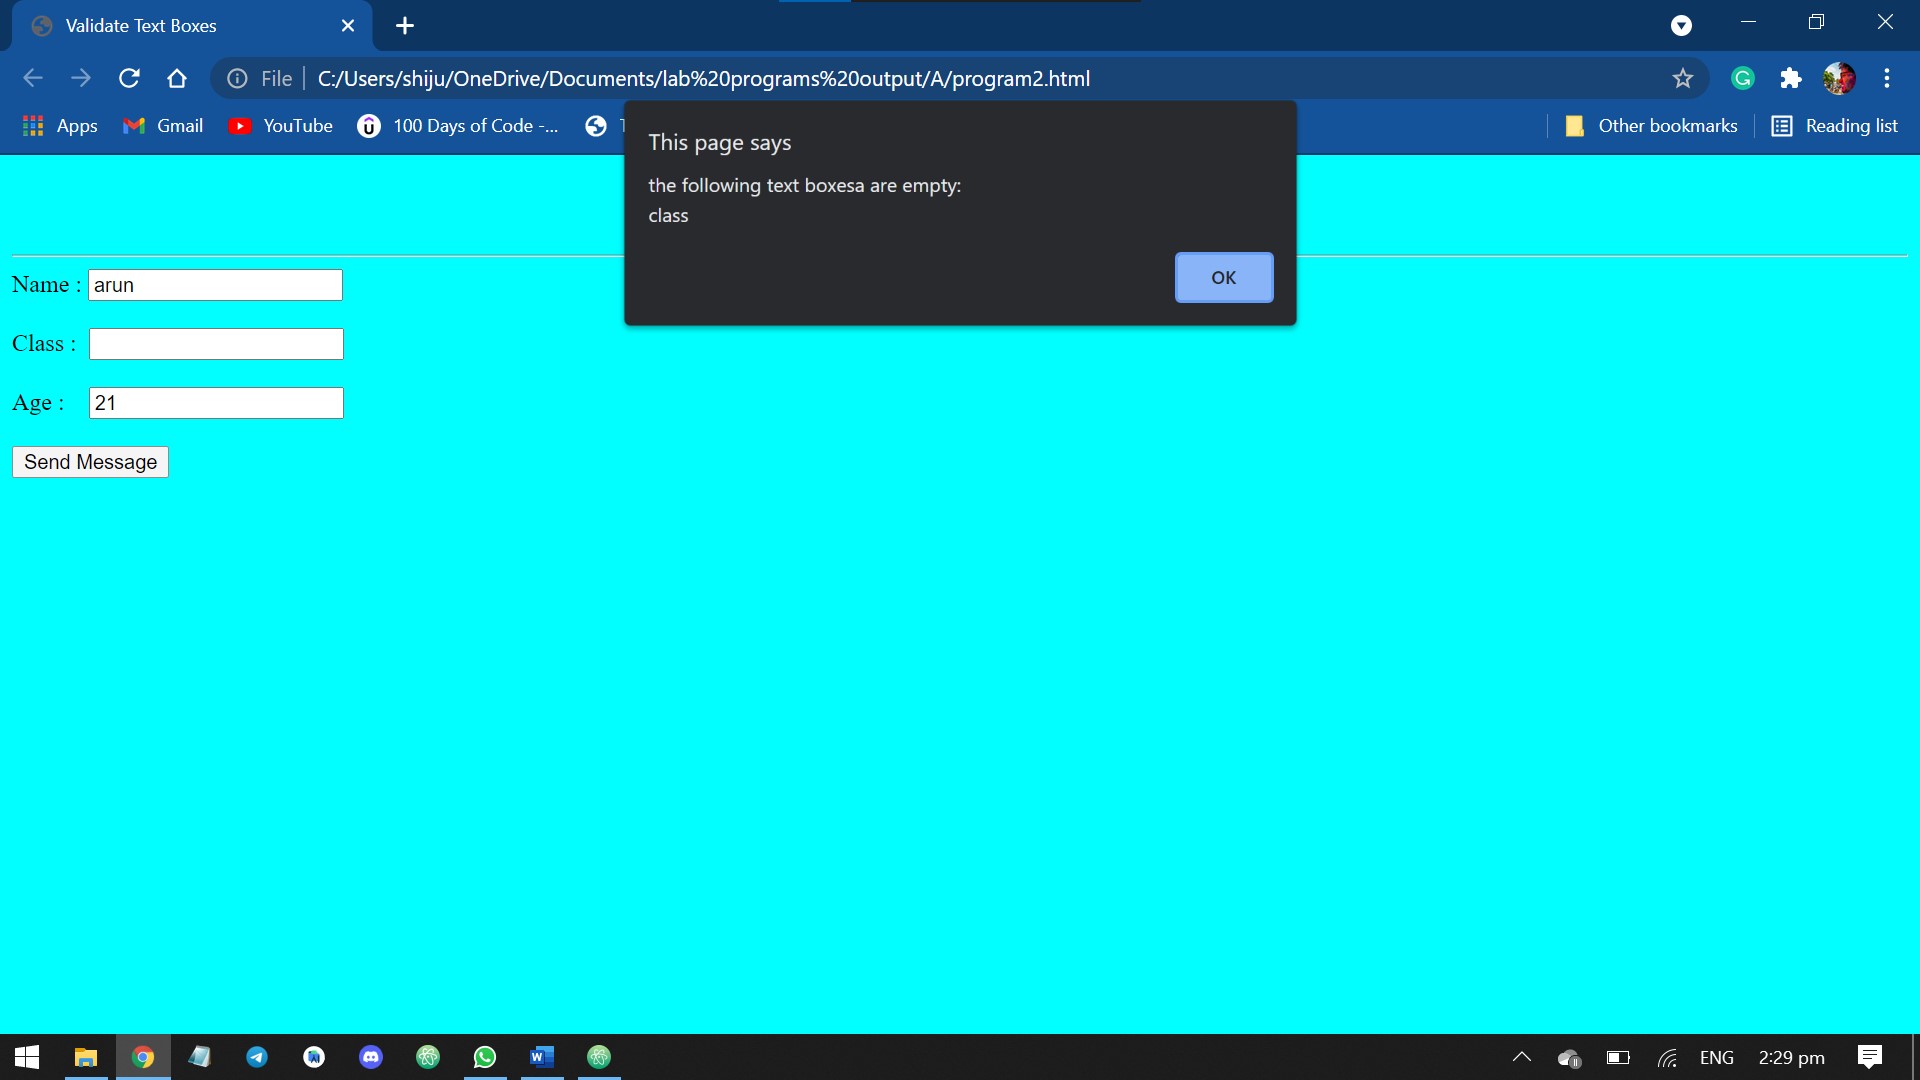 Validate Text Boxes
File
C:/Users/shiju/OneDrive/Documents/lab%20programs%20output/A/program2.html
Apps
Gmail
YouTube
100 Days of Code -...
Other bookmarks
Reading list
This page says
the following text boxesa are empty:
class
OK
Name : arun
Class :
Age : 21
Send Message
ENG
2:29 pm